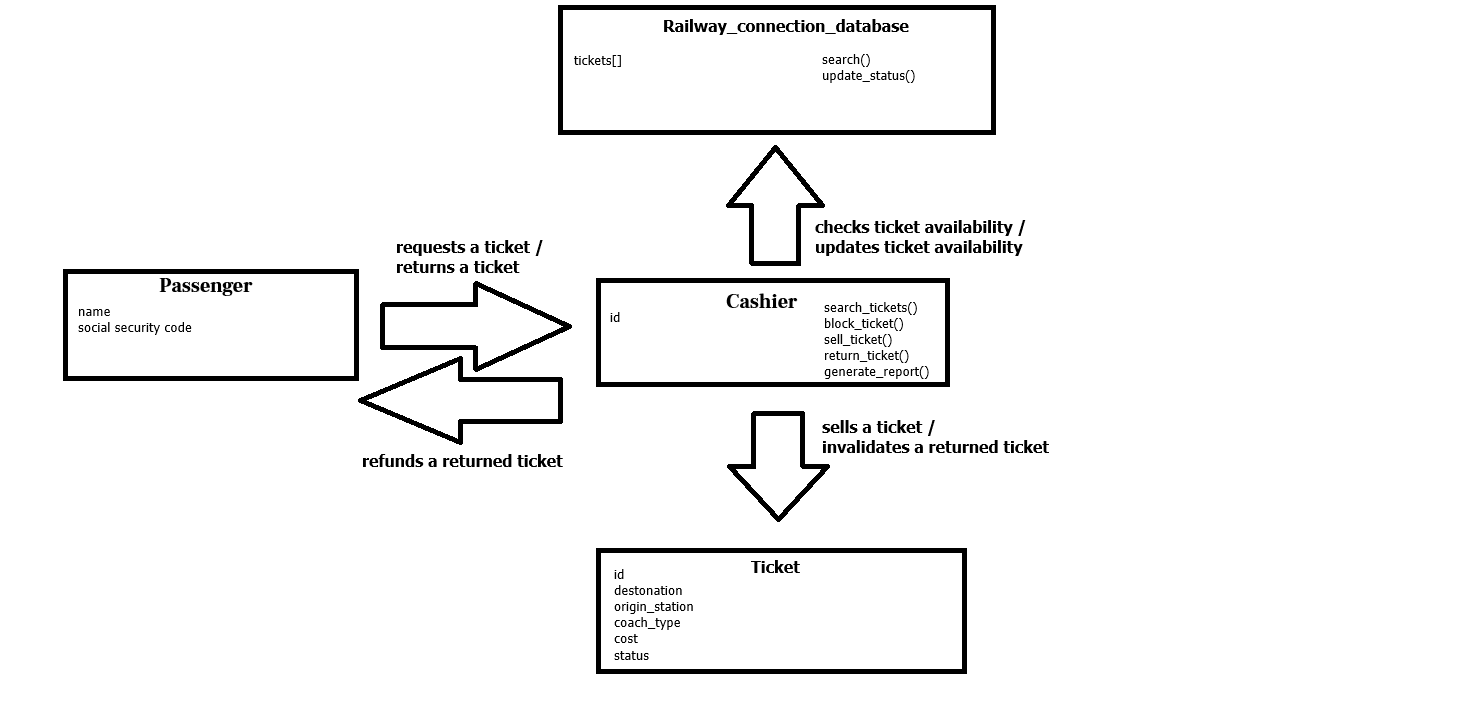 Railway_connection_database
tickets[]
search()
update_status()
checks ticket availability /
updates ticket availability
requests a ticket /
returns a ticket
Passenger
name
social security code
Cashier
id
search_tickets()
block_ticket()
sell_ticket()
return_ticket()
generate_report()
refunds a returned ticket
sells a ticket /
invalidates a returned ticket
Ticket
id
destonation
origin_station
coach_type
cost
status